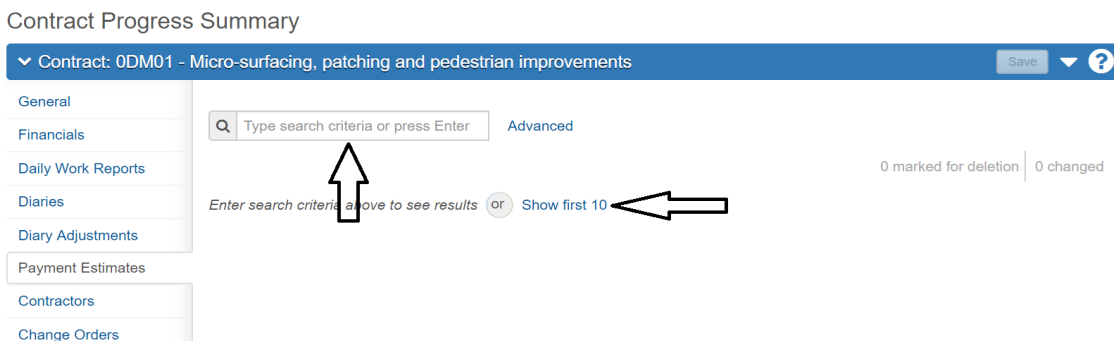 Contract Progress Summary
Contract: 0DM01 - Micro-surfacing, patching and pedestrian improvements
Save
?
General
Financials
Daily Work Reports
Diaries
Diary Adjustments
Payment Estimates
Contractors
Change Orders
Type search criteria or press Enter
Advanced
0 marked for deletion
0 changed
Enter search criteria above to see results or Show first 10